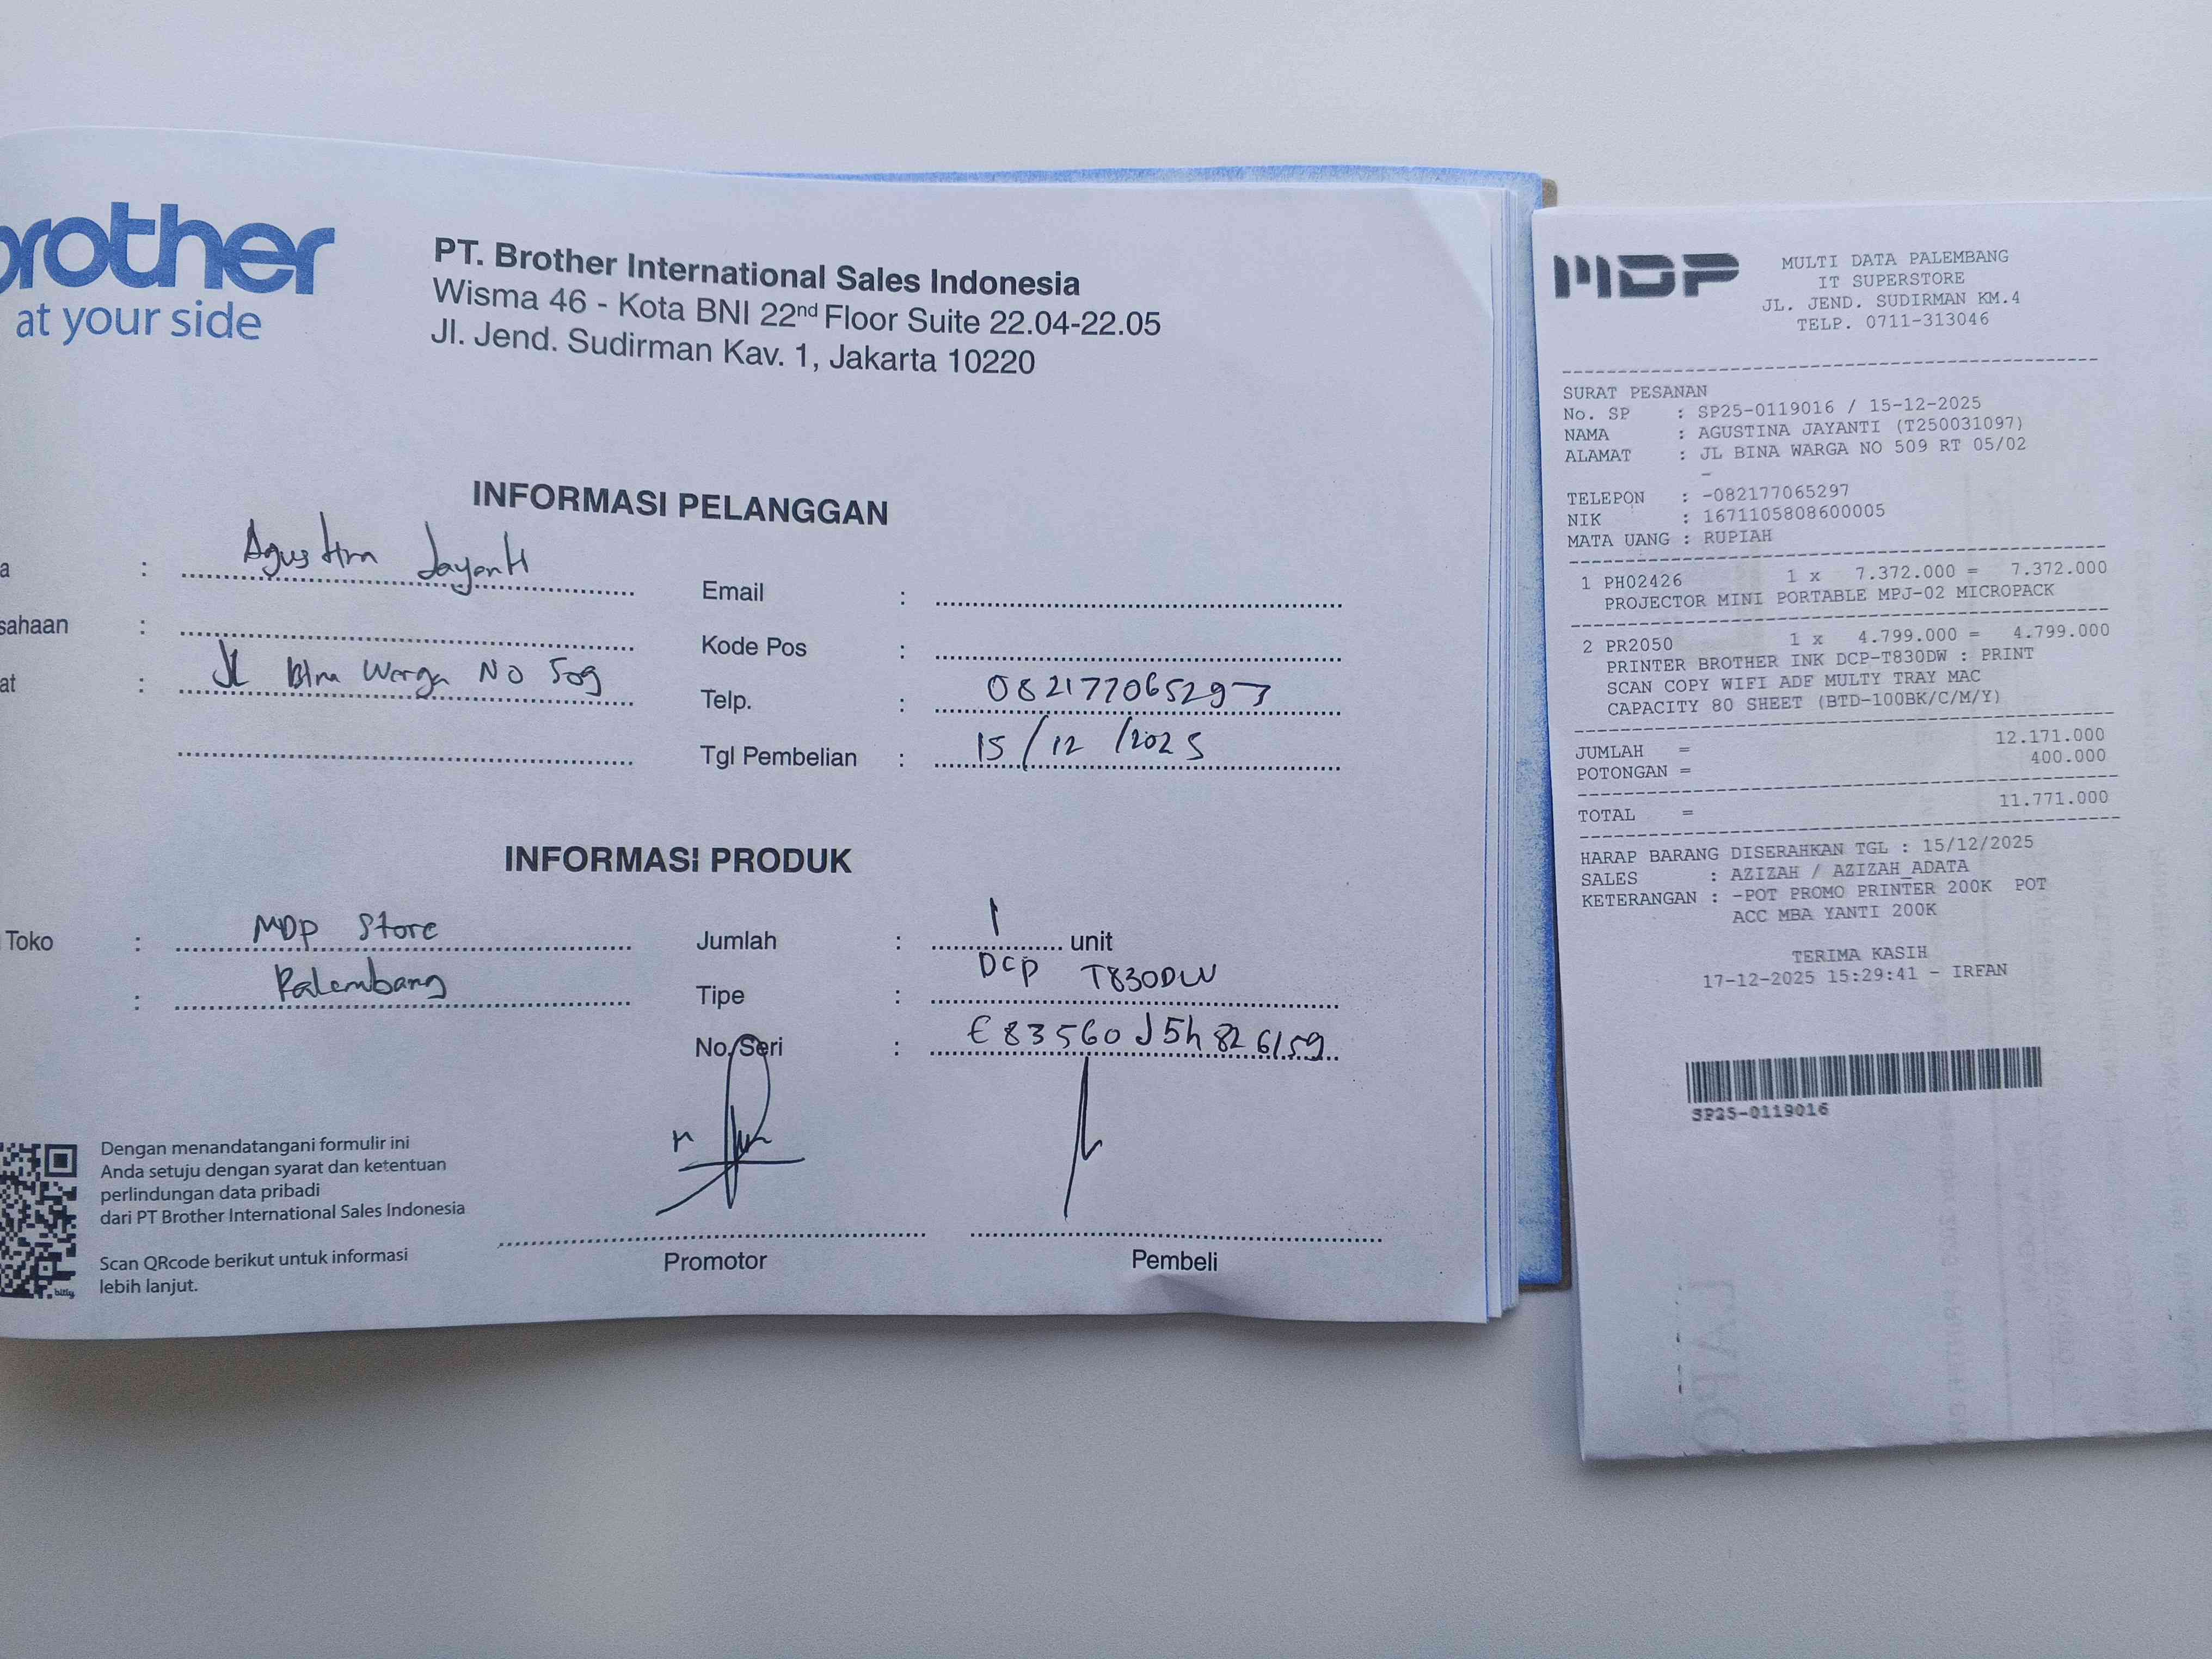 brother
at your side
PT. Brother International Sales Indonesia
Wisma 46 - Kota BNI 22nd Floor Suite 22.04-22.05
Jl. Jend. Sudirman Kav. 1, Jakarta 10220
INFORMASI PELANGGAN
a : Agustina Jayanti
sahaan :
at : JL Bina Warga No 509
Email :
Kode Pos :
Telp. : 082177065297
Tgl Pembelian : 15/12/2025
INFORMASI PRODUK
Toko : MDP Store
: Palembang
Jumlah : 1 unit
Tipe : DCP T830DW
No. Seri : E83560J5h826159
Dengan menandatangani formulir ini
Anda setuju dengan syarat dan ketentuan
perlindungan data pribadi
dari PT Brother International Sales Indonesia
Scan QRcode berikut untuk informasi
lebih lanjut.
bitly
Promotor
Pembeli
MDP
MULTI DATA PALEMBANG
IT SUPERSTORE
JL. JEND. SUDIRMAN KM.4
TELP. 0711-313046
SURAT PESANAN
No. SP : SP25-0119016 / 15-12-2025
NAMA : AGUSTINA JAYANTI (T250031097)
ALAMAT : JL BINA WARGA NO 509 RT 05/02
-
TELEPON : -082177065297
NIK : 1671105808600005
MATA UANG : RUPIAH
1 PH02426 1 x 7.372.000 = 7.372.000
PROJECTOR MINI PORTABLE MPJ-02 MICROPACK
2 PR2050 1 x 4.799.000 = 4.799.000
PRINTER BROTHER INK DCP-T830DW : PRINT
SCAN COPY WIFI ADF MULTY TRAY MAC
CAPACITY 80 SHEET (BTD-100BK/C/M/Y)
JUMLAH = 12.171.000
POTONGAN = 400.000
TOTAL = 11.771.000
HARAP BARANG DISERAHKAN TGL : 15/12/2025
SALES : AZIZAH / AZIZAH_ADATA
KETERANGAN : -POT PROMO PRINTER 200K POT
ACC MBA YANTI 200K
TERIMA KASIH
17-12-2025 15:29:41 - IRFAN
SP25-0119016